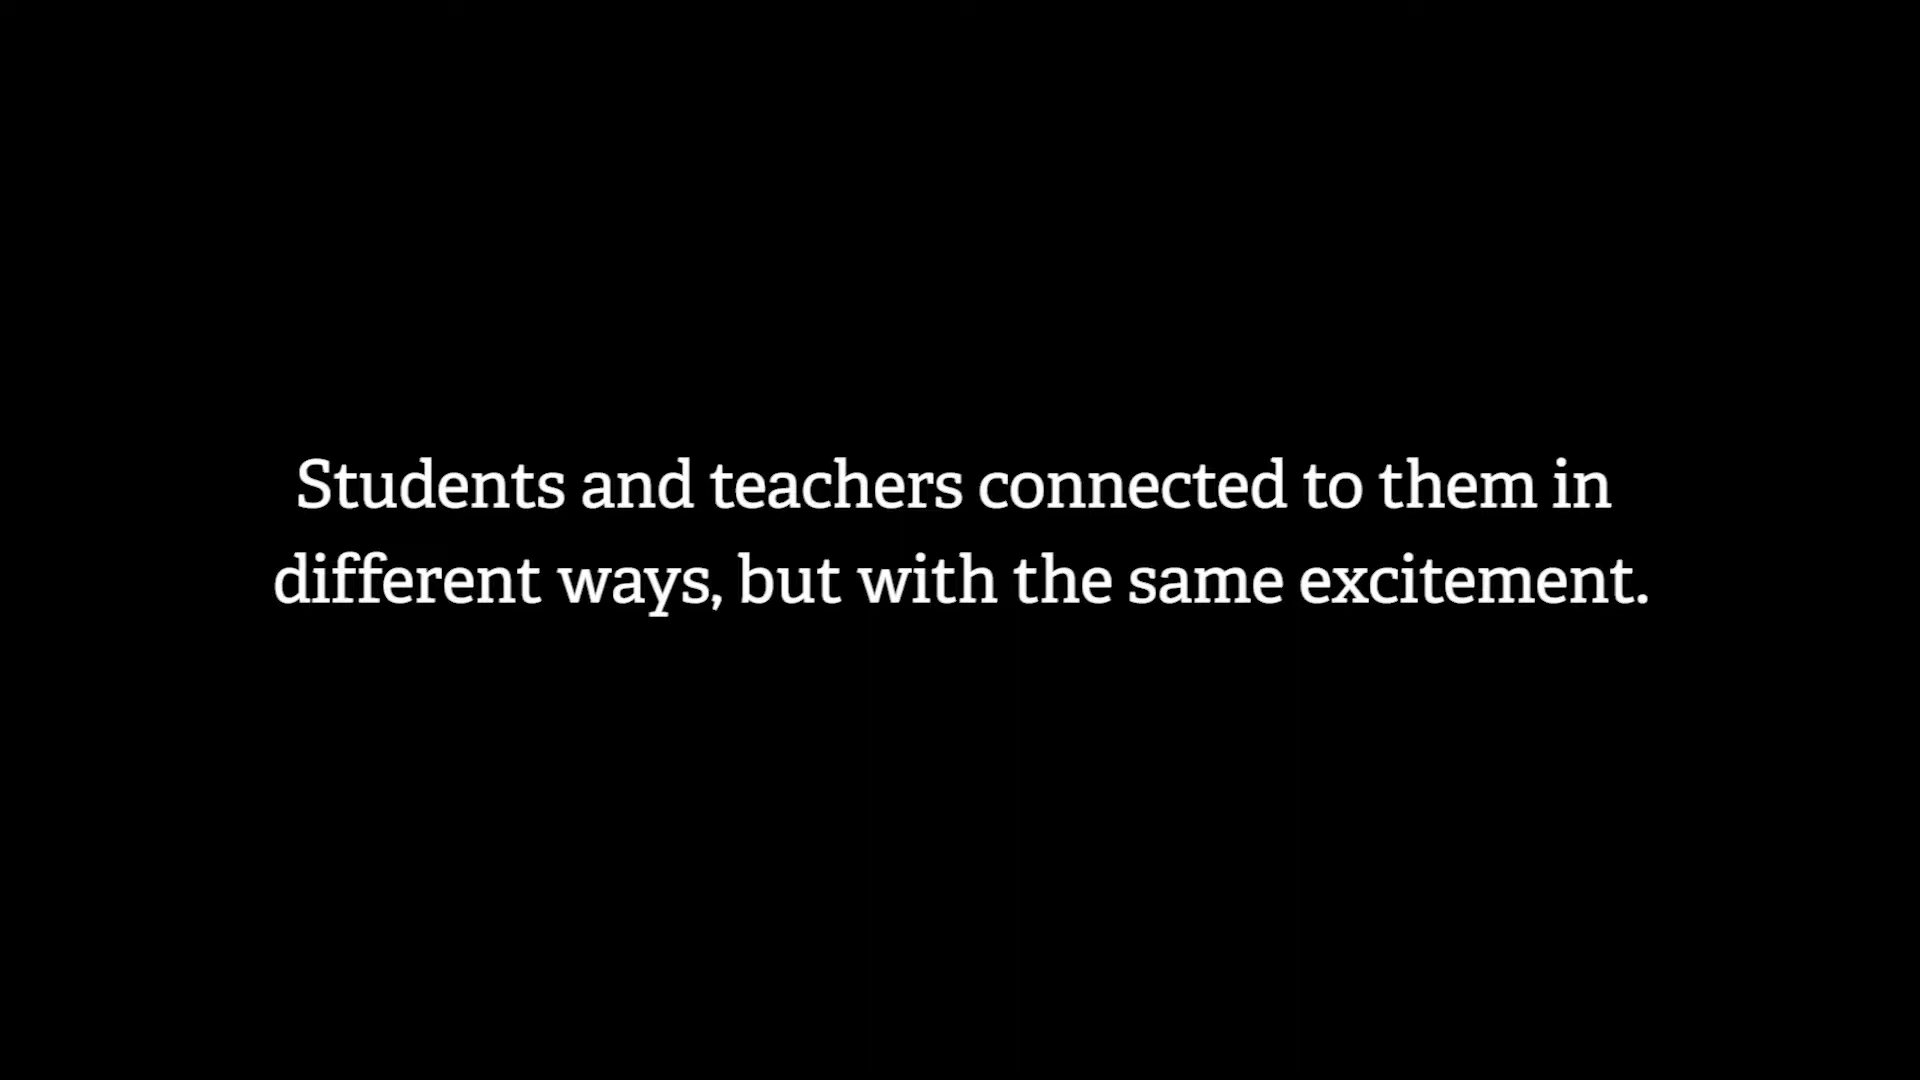 Students and teachers connected to them in
different ways, but with the same excitement.